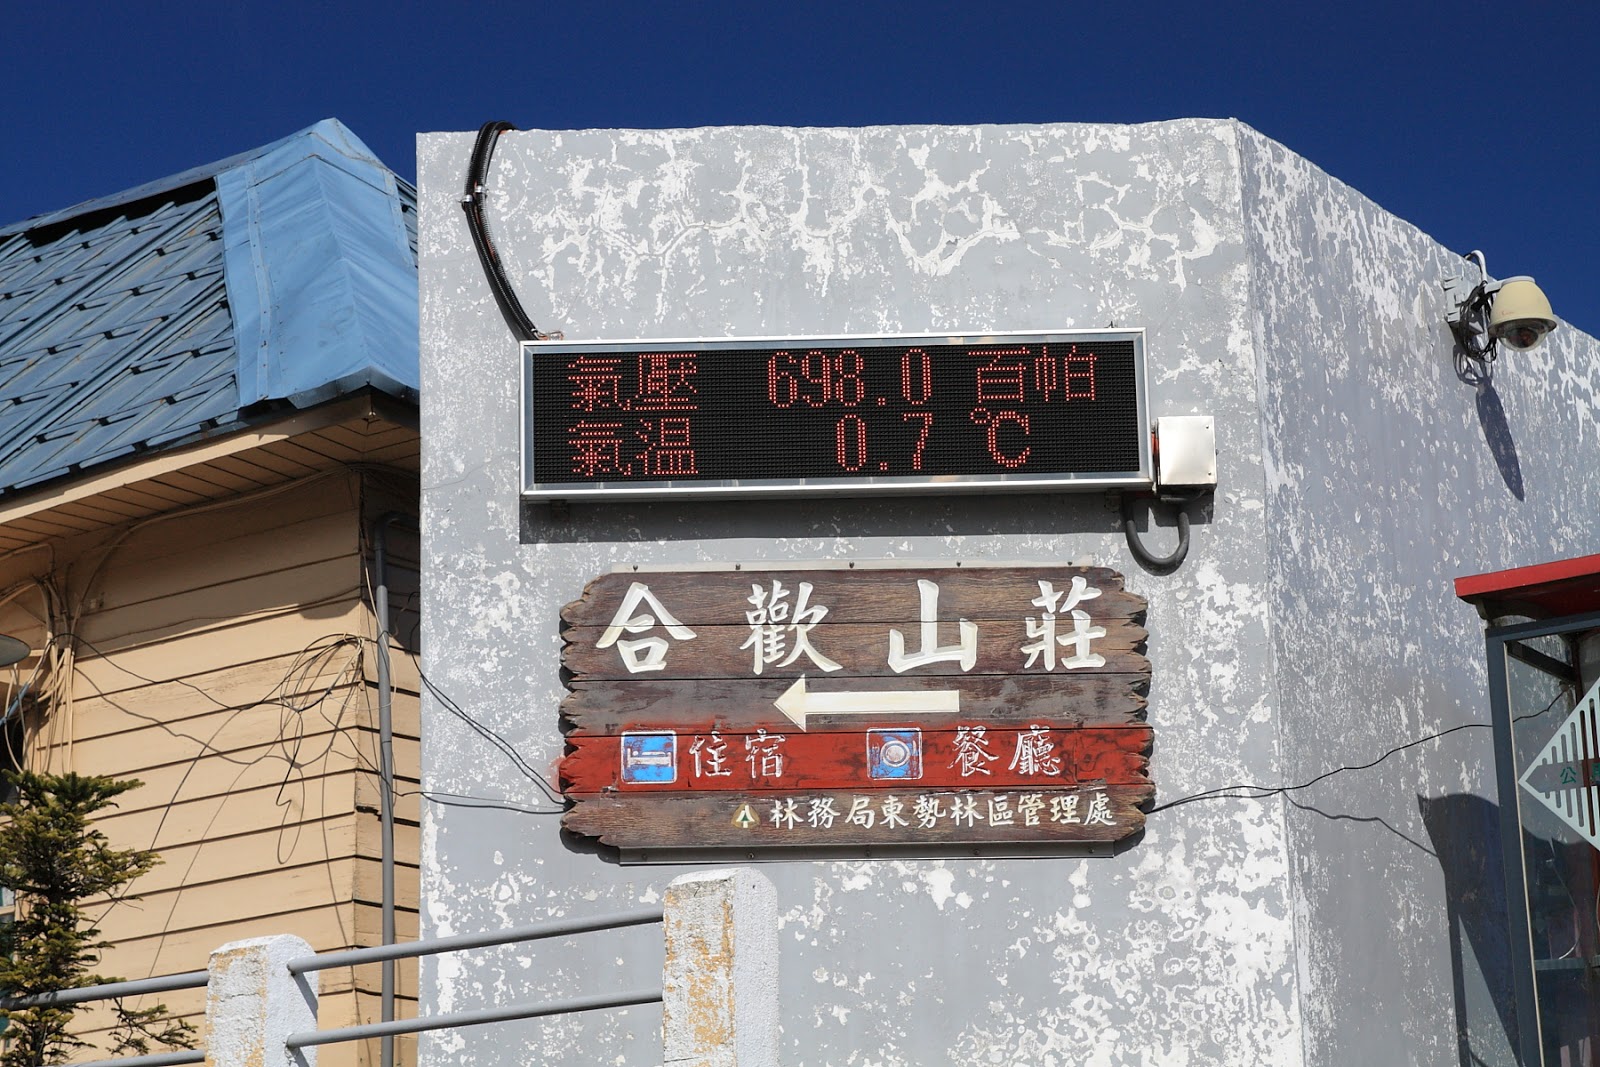 氣壓 698.0 百帕
氣溫 0.7 ℃
合歡山莊
住宿 餐廳
林務局東勢林區管理處
公